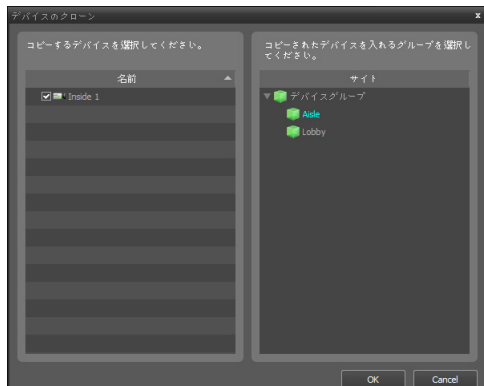 デバイスのクローン
x
コピーするデバイスを選択してください。
名前
Inside 1
コピーされたデバイスを入れるグループを選択し
てください。
サイト
デバイスグループ
Aisle
Lobby
OK
Cancel